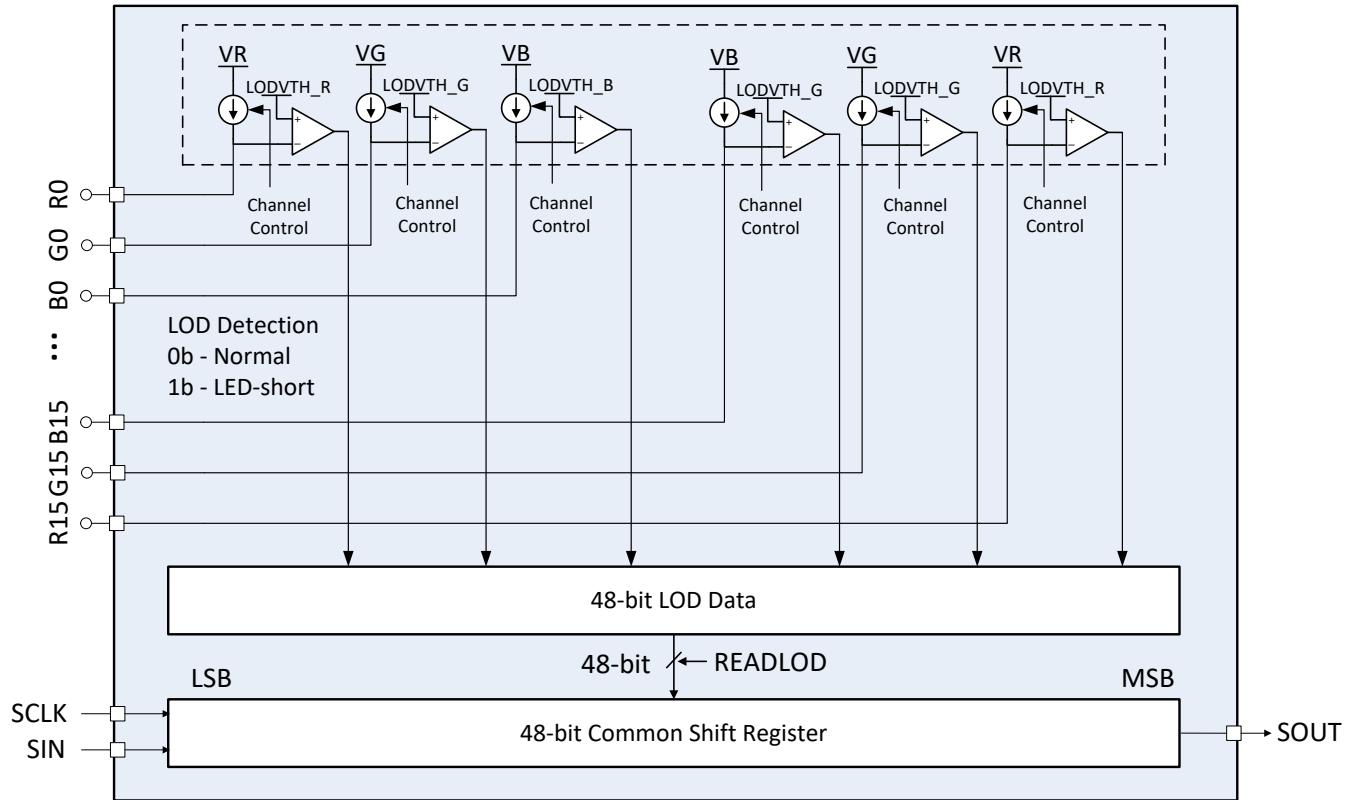 VR
VG
VB
VB
VG
VR
LODVTH_R
LODVTH_G
LODVTH_B
LODVTH_G
LODVTH_G
LODVTH_R
+
−
+
−
+
−
+
−
+
−
+
−
Channel
Control
Channel
Control
Channel
Control
Channel
Control
Channel
Control
Channel
Control
R0
G0
B0
...
B15
G15
R15
LOD Detection
0b - Normal
1b - LED-short
48-bit LOD Data
48-bit
READLOD
LSB
MSB
SCLK
SIN
48-bit Common Shift Register
SOUT